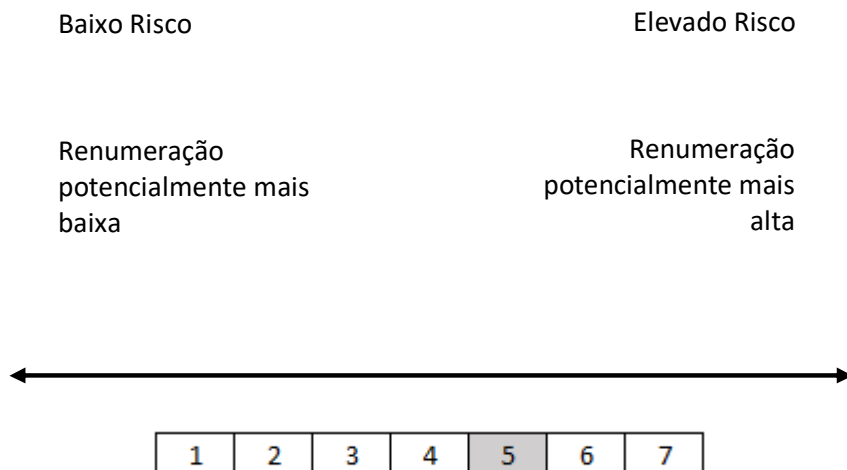 Baixo Risco
Elevado Risco
Renumeração
potencialmente mais
baixa
Renumeração
potencialmente mais
alta
1 2 3 4 5 6 7